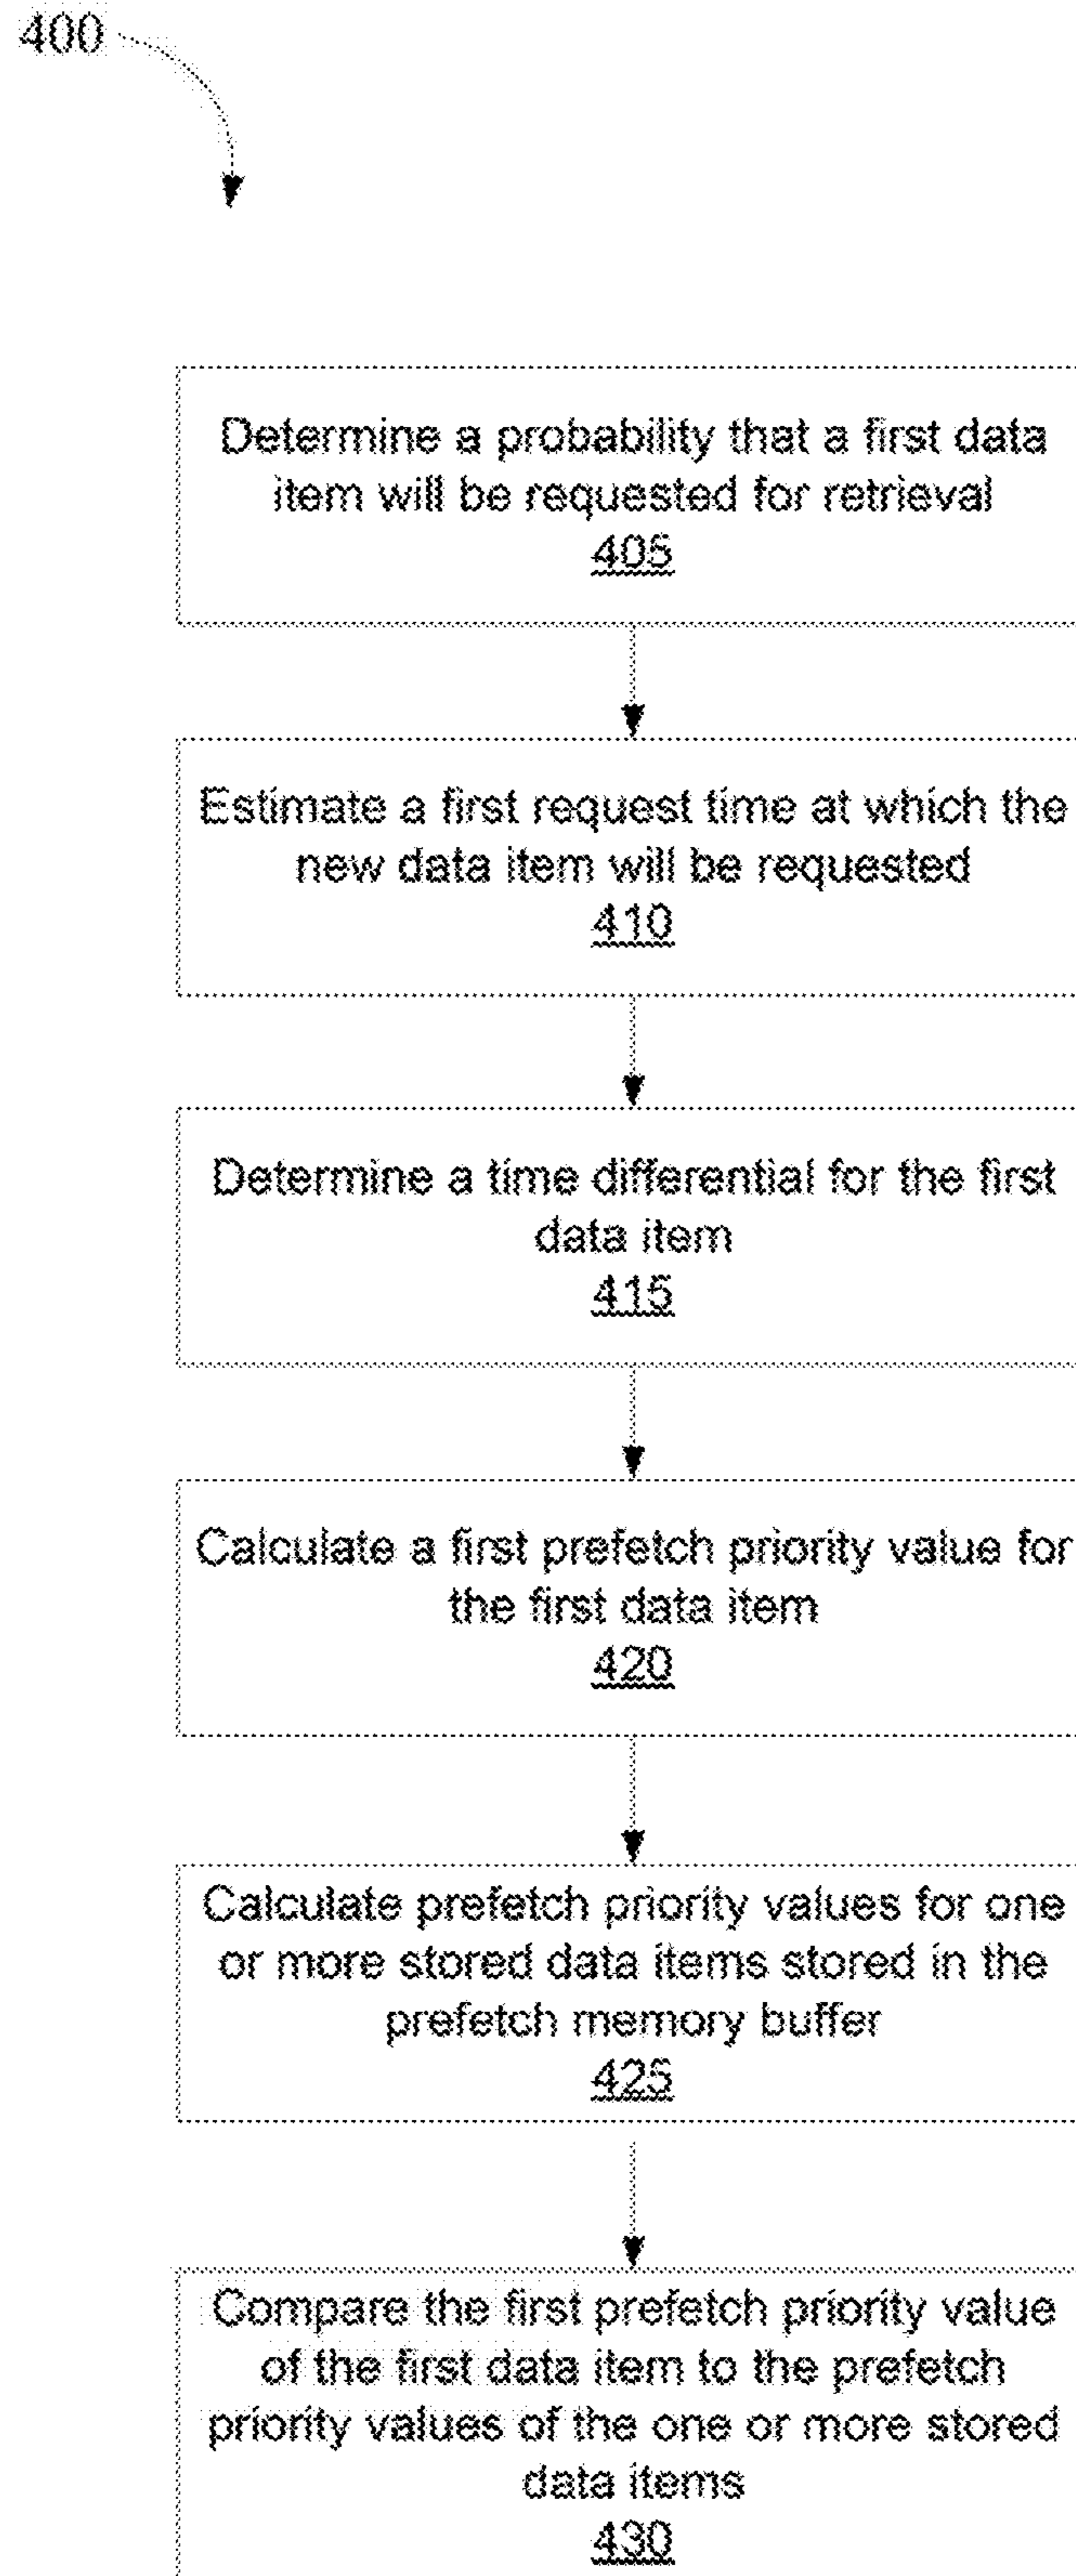 400
Determine a probability that a first data
item will be requested for retrieval
405
Estimate a first request time at which the
new data item will be requested
410
Determine a time differential for the first
data item
415
Calculate a first prefetch priority value for
the first data item
420
Calculate prefetch priority values for one
or more stored data items stored in the
prefetch memory buffer
425
Compare the first prefetch priority value
of the first data item to the prefetch
priority values of the one or more stored
data items
430